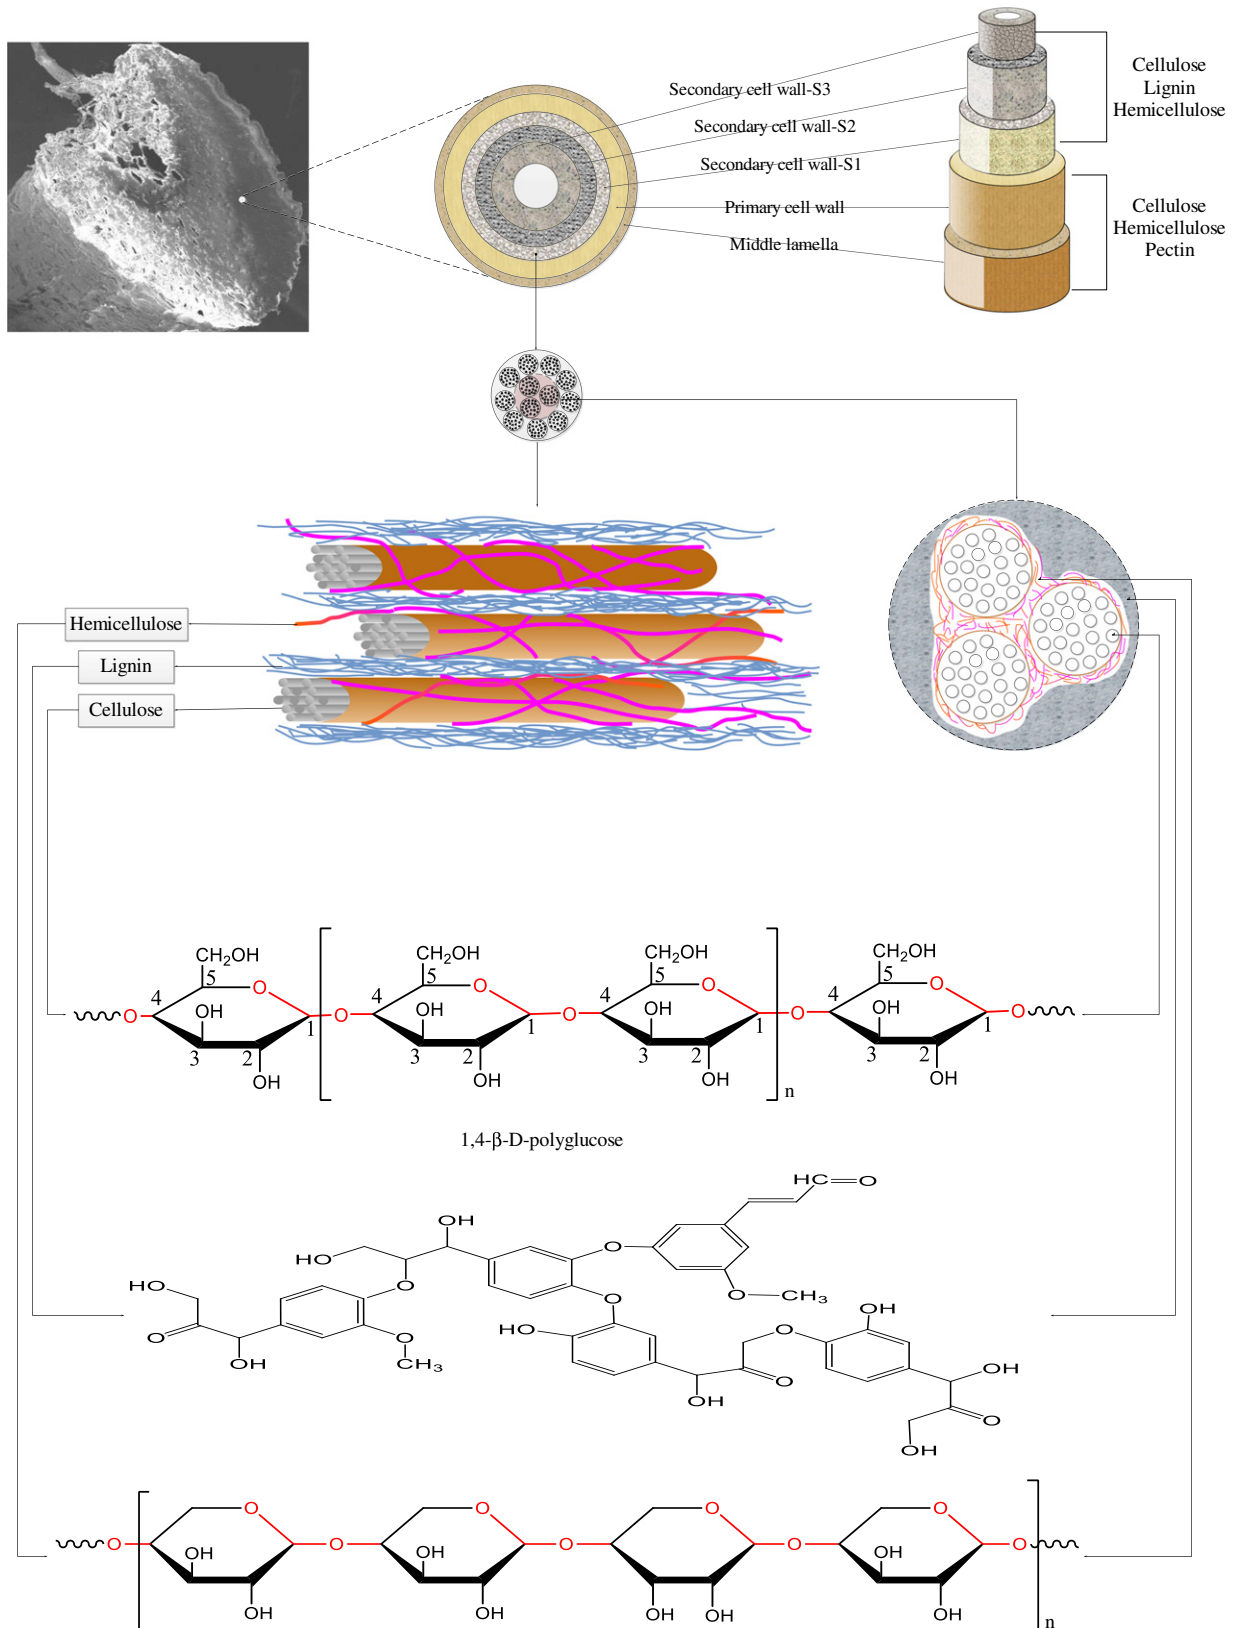 Secondary cell wall-S3
Secondary cell wall-S2
Secondary cell wall-S1
Primary cell wall
Middle lamella
Cellulose
Lignin
Hemicellulose
Cellulose
Hemicellulose
Pectin
Hemicellulose
Lignin
Cellulose
CH2OH
5
O
4
OH
1
3
2
OH
O
O
CH2OH
5
O
4
OH
1
3
2
OH
O
CH2OH
5
O
4
OH
1
3
2
OH
O
n
CH2OH
5
O
4
OH
1
3
2
OH
O
1,4-β-D-polyglucose
HC
O
OH
HO
O
O
HO
O
CH3
O
OH
O
CH3
O
HO
O
OH
OH
O
OH
OH
O
OH
O
O
OH
OH
O
O
OH
OH
O
O
OH
OH
O
O
OH
OH
O
n